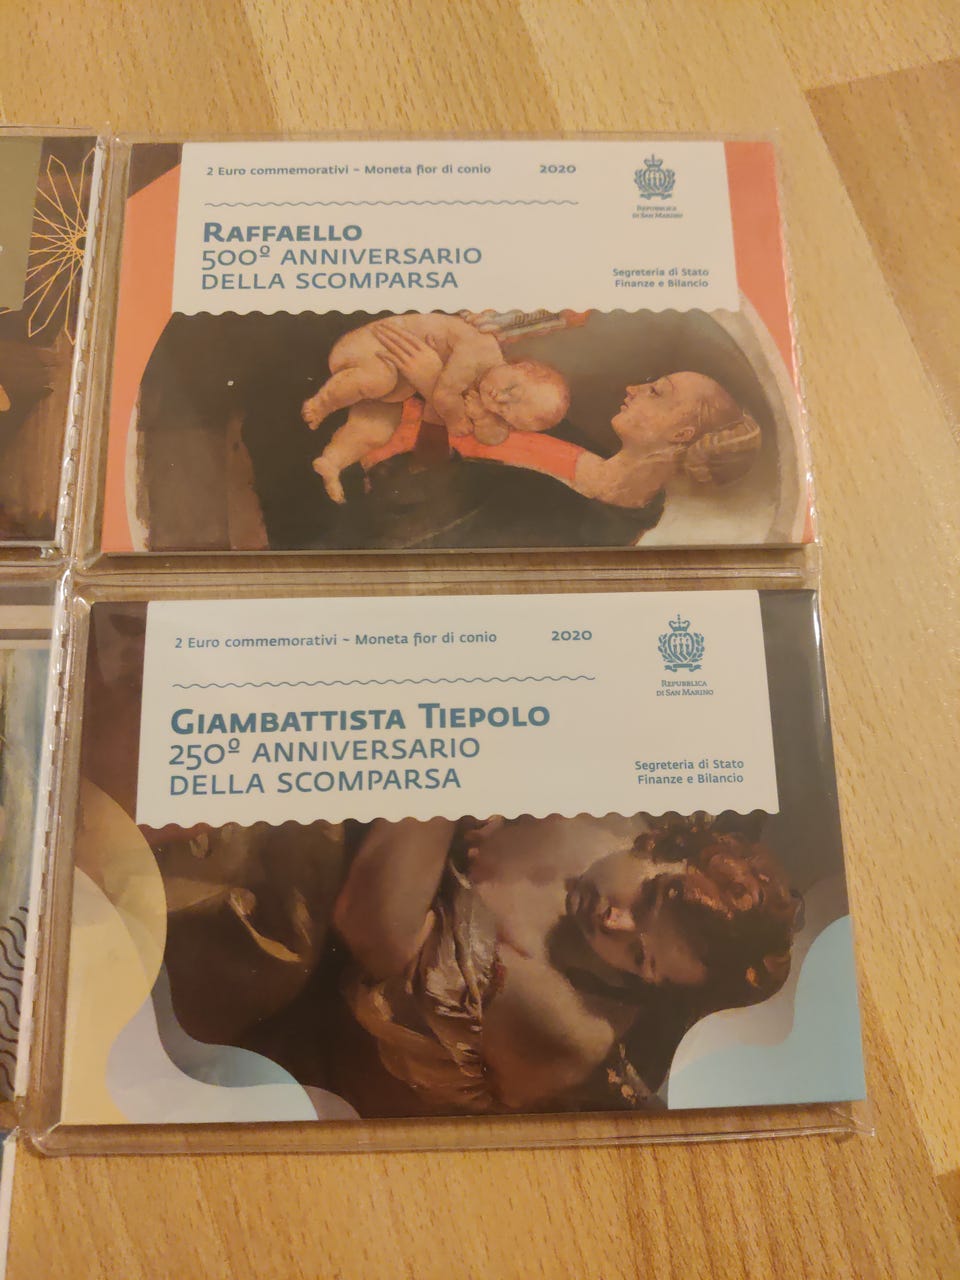 2 Euro commemorativi ~ Moneta fior di conio 2020
RAFFAELLO
500º ANNIVERSARIO
DELLA SCOMPARSA
REPUBBLICA
DI SAN MARINO
Segreteria di Stato
Finanze e Bilancio
2 Euro commemorativi ~ Moneta fior di conio 2020
GIAMBATTISTA TIEPOLO
250º ANNIVERSARIO
DELLA SCOMPARSA
REPUBBLICA
DI SAN MARINO
Segreteria di Stato
Finanze e Bilancio